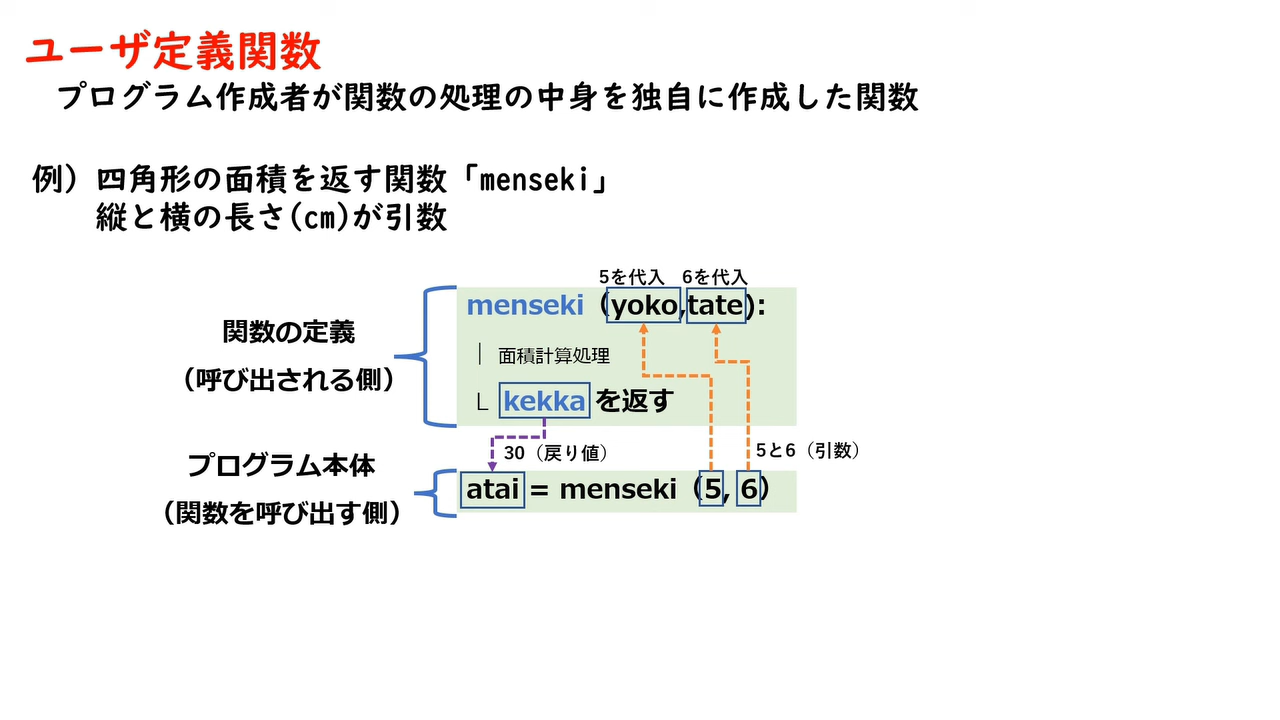 ユーザ定義関数
プログラム作成者が関数の処理の中身を独自に作成した関数
例）四角形の面積を返す関数「menseki」
縦と横の長さ(cm)が引数
5を代入 6を代入
menseki（yoko,tate):
関数の定義
（呼び出される側）
｜ 面積計算処理
└ kekka を返す
30（戻り値）
5と6（引数）
プログラム本体
（関数を呼び出す側）
atai = menseki（5, 6）